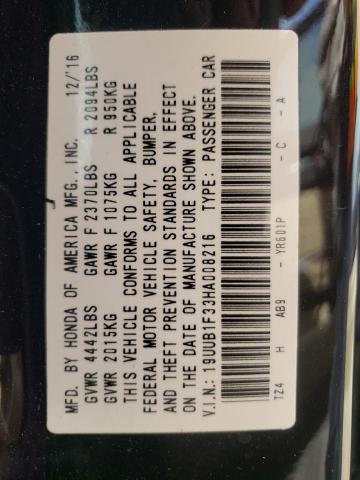 MFD. BY HONDA OF AMERICA MFG., INC. 12/'16
GVWR 4442LBS GAWR F 2370LBS R 2094LBS
GVWR 2015KG GAWR F 1075KG R 950KG
THIS VEHICLE CONFORMS TO ALL APPLICABLE
FEDERAL MOTOR VEHICLE SAFETY, BUMPER,
AND THEFT PREVENTION STANDARDS IN EFFECT
ON THE DATE OF MANUFACTURE SHOWN ABOVE.
V.I.N.: 19UUB1F33HA008216 TYPE: PASSENGER CAR
TZ4 H AB9 - YR601P - C - A